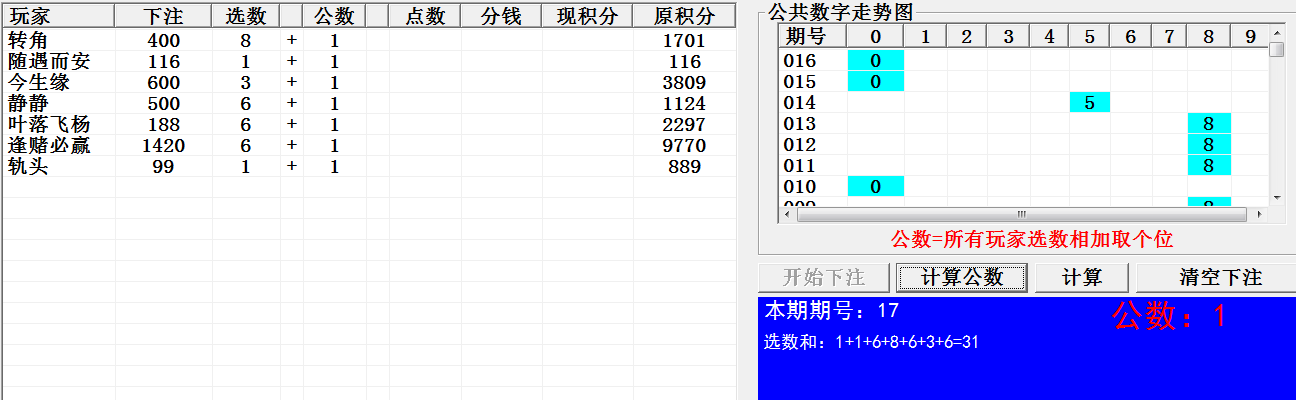 玩家 下注 选数 公数 点数 分钱 现积分 原积分
转角 400 8 + 1 1701
随遇而安 116 1 + 1 116
今生缘 600 3 + 1 3809
静静 500 6 + 1 1124
叶落飞杨 188 6 + 1 2297
逢赌必赢 1420 6 + 1 9770
轨头 99 1 + 1 889
公共数字走势图
期号 0 1 2 3 4 5 6 7 8 9
016 0
015 0
014 5
013 8
012 8
011 8
010 0
009 8
公数=所有玩家选数相加取个位
开始下注 计算公数 计算 清空下注
本期期号：17 公数：1
选数和：1+1+6+8+6+3+6=31